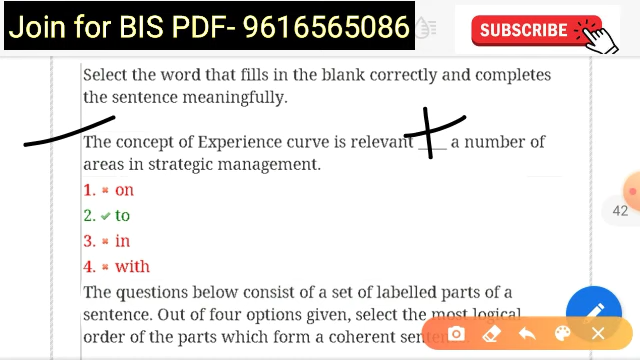 Join for BIS PDF- 9616565086
SUBSCRIBE
Select the word that fills in the blank correctly and completes
the sentence meaningfully.
The concept of Experience curve is relevant ___ a number of
areas in strategic management.
1. on
2. to
3. in
4. with
42
The questions below consist of a set of labelled parts of a
sentence. Out of four options given, select the most logical
order of the parts which form a coherent